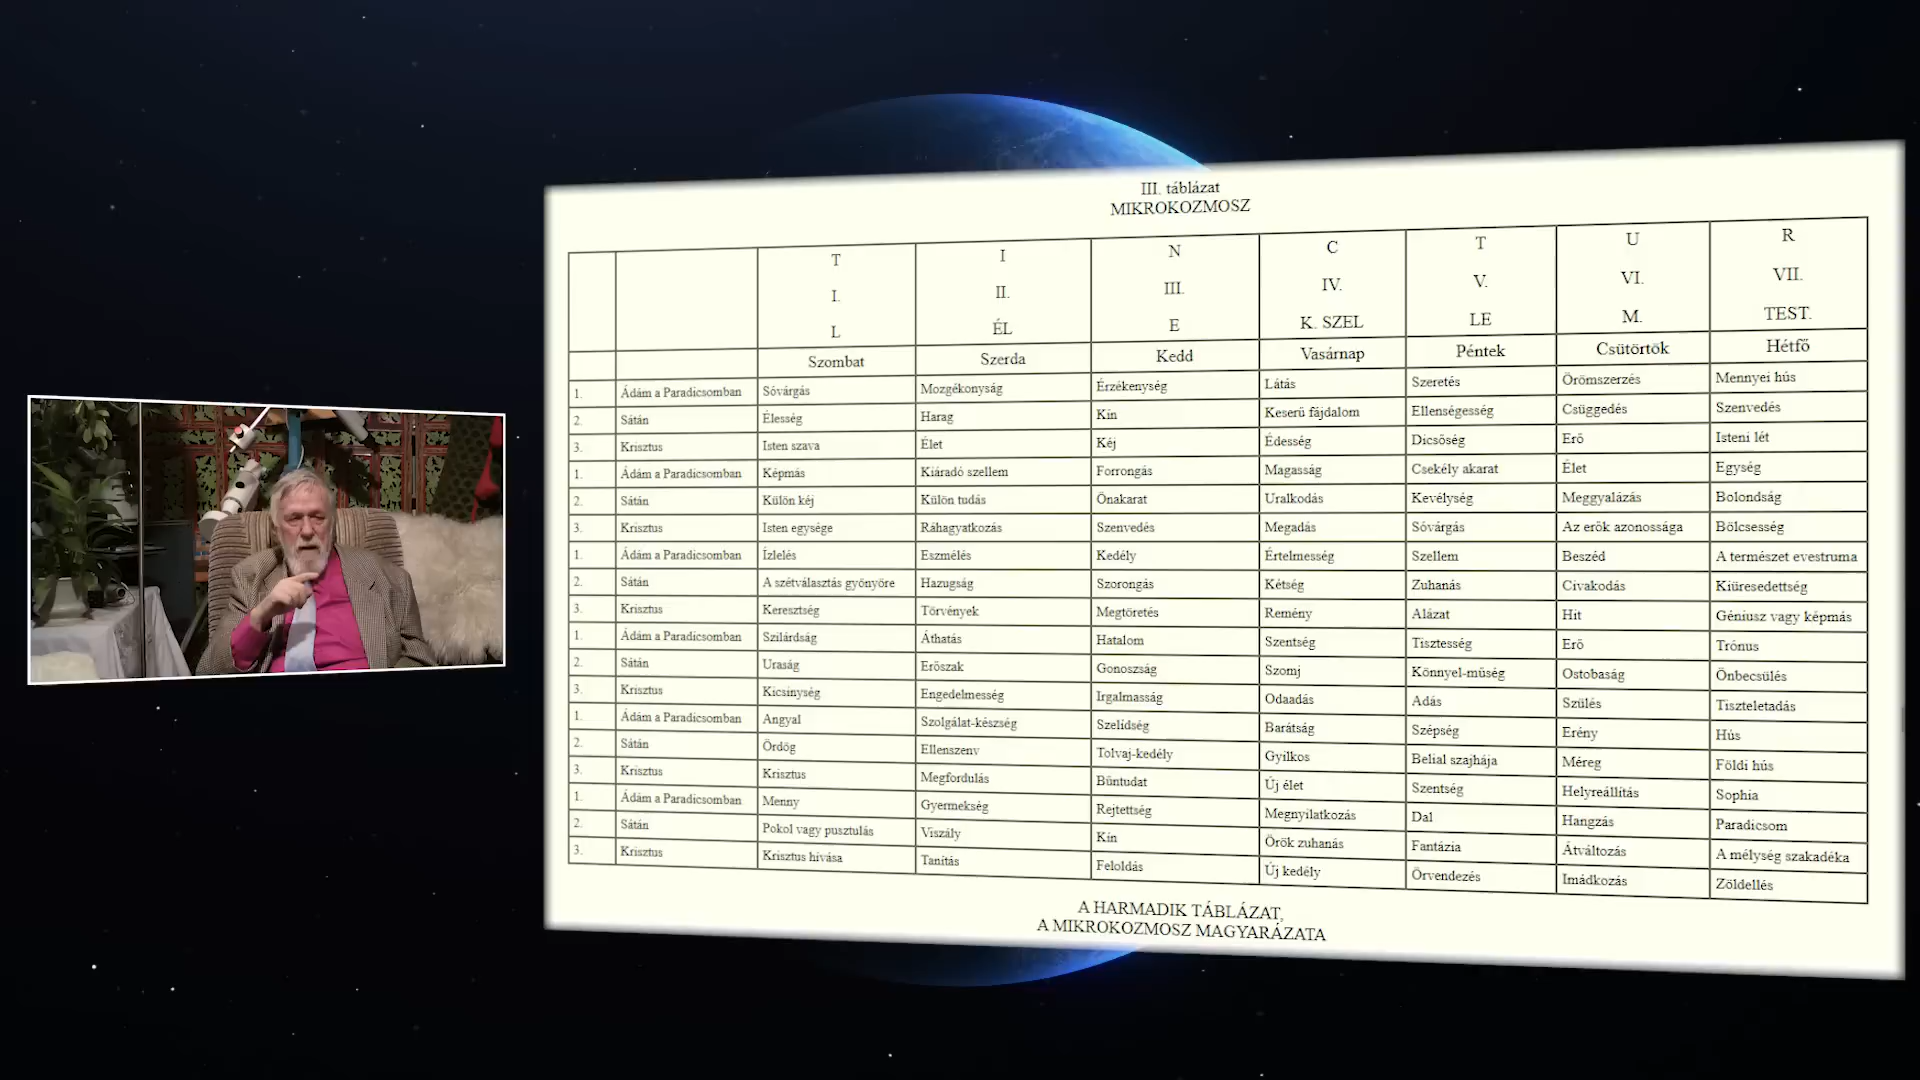 III. táblázat
MIKROKOZMOSZ
T I N C T U R
I. II. III. IV. V. VI. VII.
L ÉL E K. SZEL LE M. TEST.
Szombat Szerda Kedd Vasárnap Péntek Csütörtök Hétfő
1. Ádám a Paradicsomban Sóvárgás Mozgékonyság Érzékenység Látás Szeretés Örömszerzés Mennyei hús
2. Sátán Élesség Harag Kín Keserű fájdalom Ellenségesség Csüggedés Szenvedés
3. Krisztus Isten szava Élet Kéj Édesség Dicsőség Erő Isteni lét
1. Ádám a Paradicsomban Képmás Kiáradó szellem Forrongás Magasság Csekély akarat Élet Egység
2. Sátán Külön kéj Külön tudás Önakarat Uralkodás Kevélység Meggyalázás Bolondság
3. Krisztus Isten egysége Ráhagyatkozás Szenvedés Megadás Sóvárgás Az erők azonossága Bölcsesség
1. Ádám a Paradicsomban Ízlelés Eszmélés Kedély Értelmesség Szellem Beszéd A természet evestruma
2. Sátán A szétválasztás gyönyöre Hazugság Szorongás Kétség Zuhanás Civakodás Kiüresedettség
3. Krisztus Keresztség Törvények Megtöretés Remény Alázat Hit Géniusz vagy képmás
1. Ádám a Paradicsomban Szilárdság Áthatás Hatalom Szentség Tisztesség Erő Trónus
2. Sátán Uraság Erőszak Gonoszság Szomj Könnyel-műség Ostobaság Önbecsülés
3. Krisztus Kicsinység Engedelmesség Irgalmasság Odaadás Adás Szülés Tiszteletadás
1. Ádám a Paradicsomban Angyal Szolgálat-készség Szelídség Barátság Szépség Erény Hús
2. Sátán Ördög Ellenszenv Tolvaj-kedély Gyilkos Belial szajhája Méreg Földi hús
3. Krisztus Krisztus Megfordulás Bűntudat Új élet Szentség Helyreállítás Sophia
1. Ádám a Paradicsomban Menny Gyermekség Rejtettség Megnyilatkozás Dal Hangzás Paradicsom
2. Sátán Pokol vagy pusztulás Viszály Kín Örök zuhanás Fantázia Átváltozás A mélység szakadéka
3. Krisztus Krisztus hívása Tanítás Feloldás Új kedély Örvendezés Imádkozás Zöldellés
A HARMADIK TÁBLÁZAT,
A MIKROKOZMOSZ MAGYARÁZATA